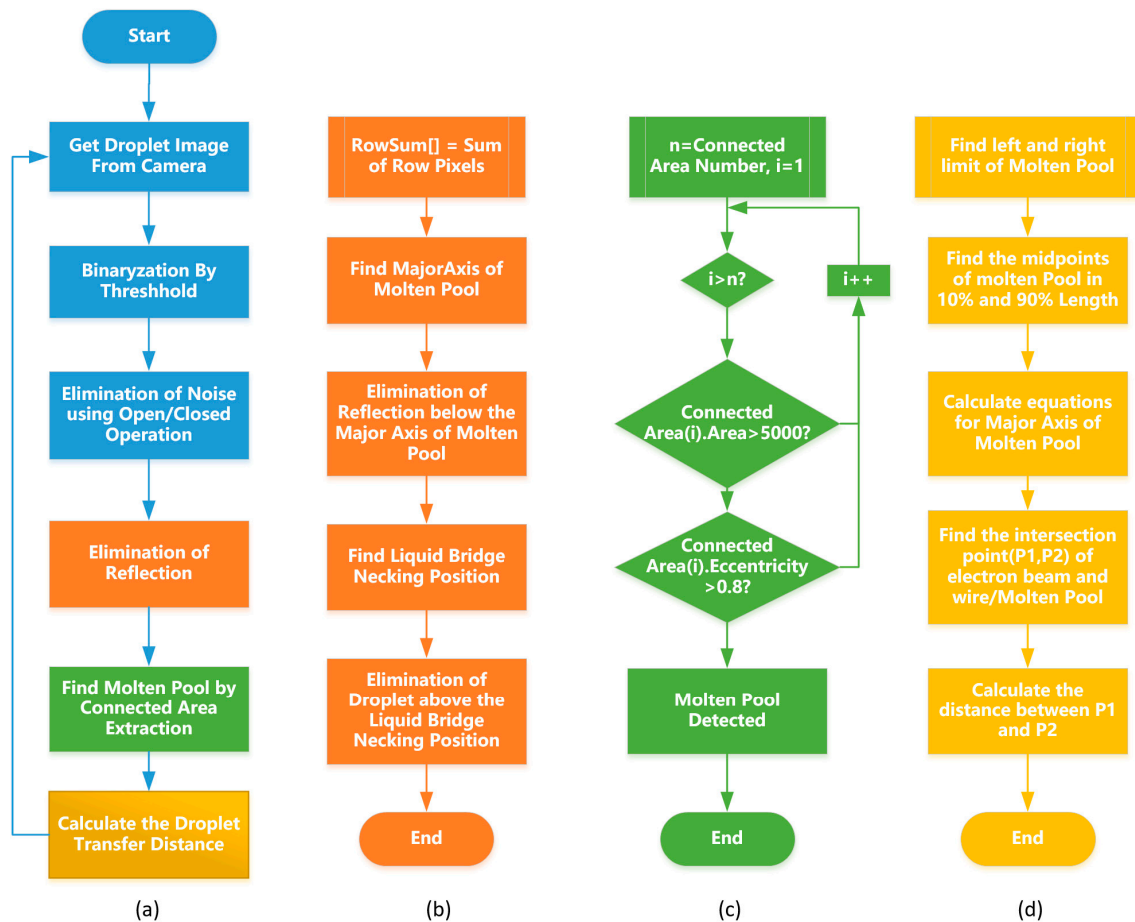 Start
Get Droplet Image
From Camera
Binaryzation By
Threshhold
Elimination of Noise
using Open/Closed
Operation
Elimination of
Reflection
Find Molten Pool by
Connected Area
Extraction
Calculate the Droplet
Transfer Distance
(a)
RowSum[] = Sum
of Row Pixels
Find MajorAxis of
Molten Pool
Elimination of
Reflection below the
Major Axis of Molten
Pool
Find Liquid Bridge
Necking Position
Elimination of
Droplet above the
Liquid Bridge
Necking Position
End
(b)
n=Connected
Area Number, i=1
i>n?
i++
Connected
Area(i).Area>5000?
Connected
Area(i).Eccentricity
>0.8?
Molten Pool
Detected
End
(c)
Find left and right
limit of Molten Pool
Find the midpoints
of molten Pool in
10% and 90% Length
Calculate equations
for Major Axis of
Molten Pool
Find the intersection
point(P1,P2) of
electron beam and
wire/Molten Pool
Calculate the
distance between P1
and P2
End
(d)